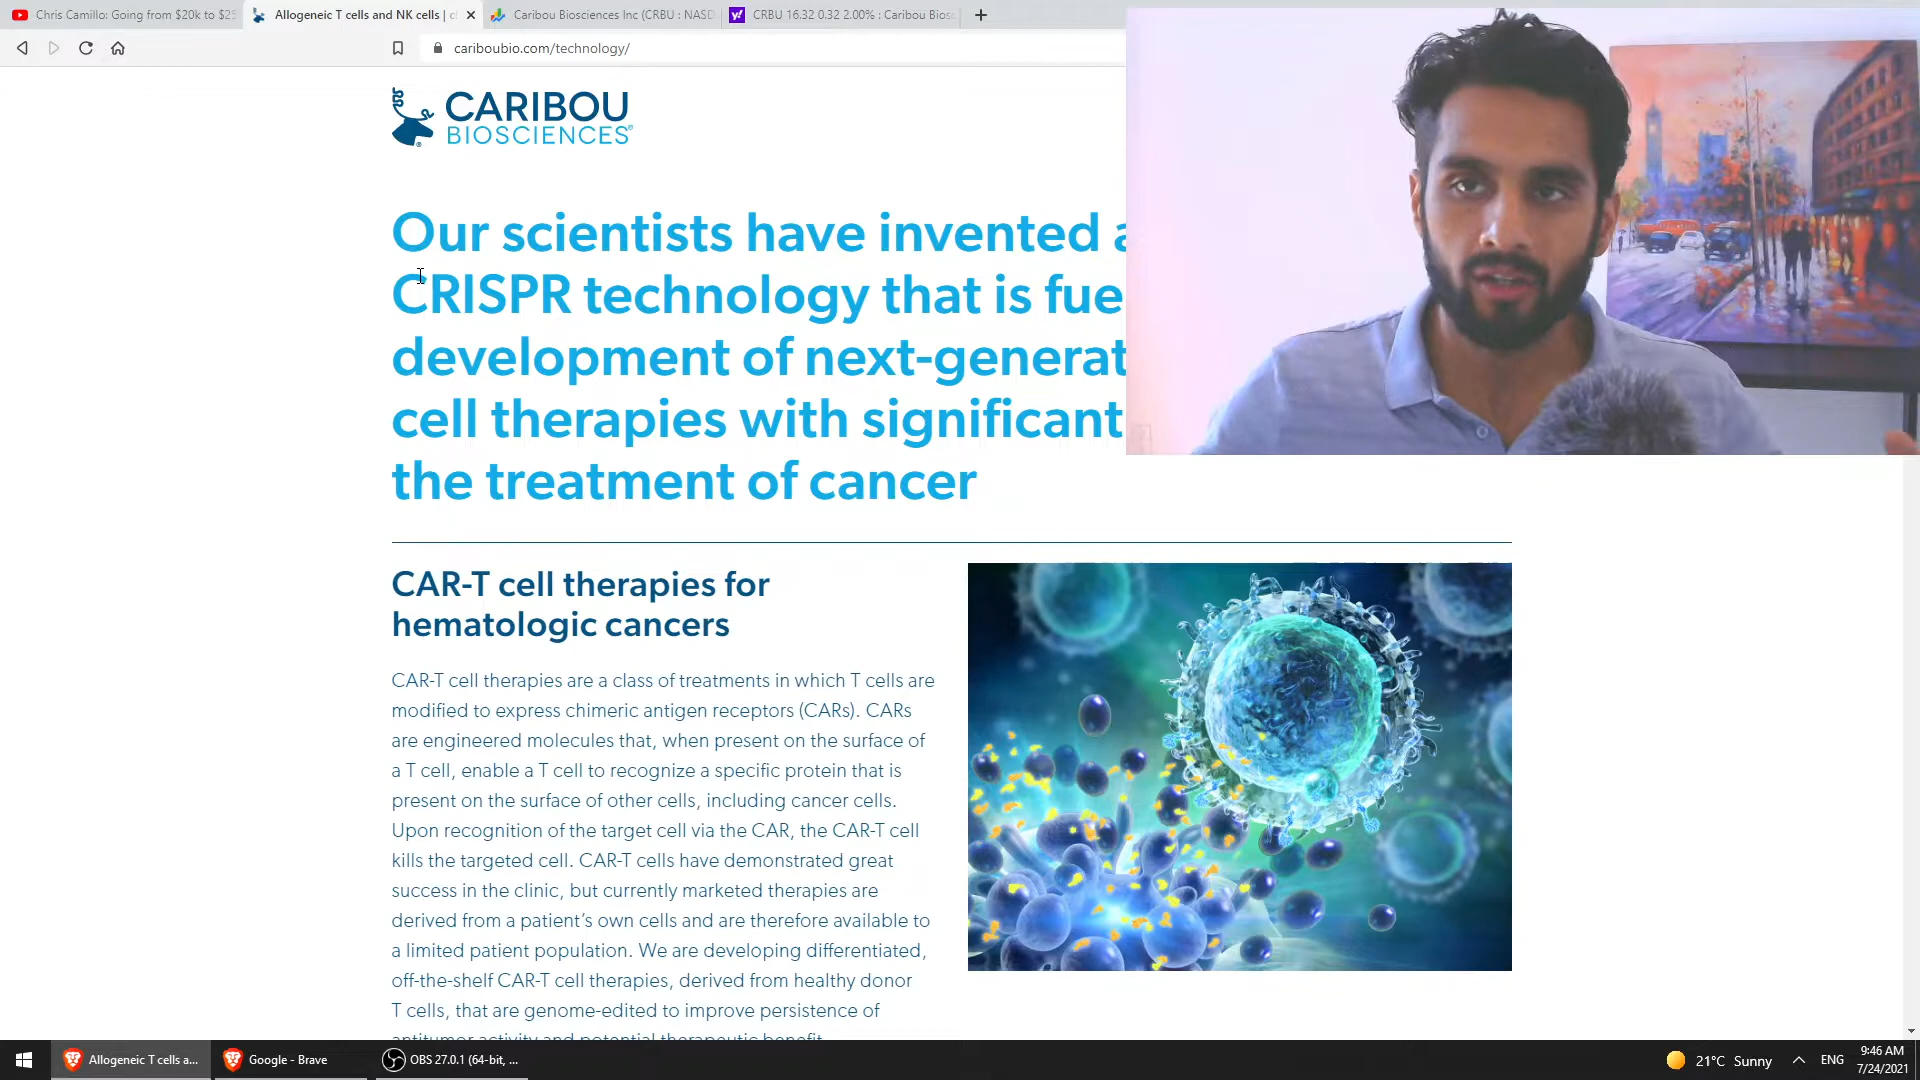 Chris Camillo: Going from $20k to $25
Allogeneic T cells and NK cells | c
Caribou Biosciences Inc (CRBU : NASD
CRBU 16.32 0.32 2.00% : Caribou Bios
cariboubio.com/technology/
CARIBOU
BIOSCIENCES®
Our scientists have invented a
CRISPR technology that is fue
development of next-generat
cell therapies with significant
the treatment of cancer
CAR-T cell therapies for
hematologic cancers
CAR-T cell therapies are a class of treatments in which T cells are
modified to express chimeric antigen receptors (CARs). CARs
are engineered molecules that, when present on the surface of
a T cell, enable a T cell to recognize a specific protein that is
present on the surface of other cells, including cancer cells.
Upon recognition of the target cell via the CAR, the CAR-T cell
kills the targeted cell. CAR-T cells have demonstrated great
success in the clinic, but currently marketed therapies are
derived from a patient's own cells and are therefore available to
a limited patient population. We are developing differentiated,
off-the-shelf CAR-T cell therapies, derived from healthy donor
T cells, that are genome-edited to improve persistence of
antitumor activity and potential therapeutic benefit.
Allogeneic T cells a...
Google - Brave
OBS 27.0.1 (64-bit, ...
21°C Sunny
ENG
9:46 AM
7/24/2021